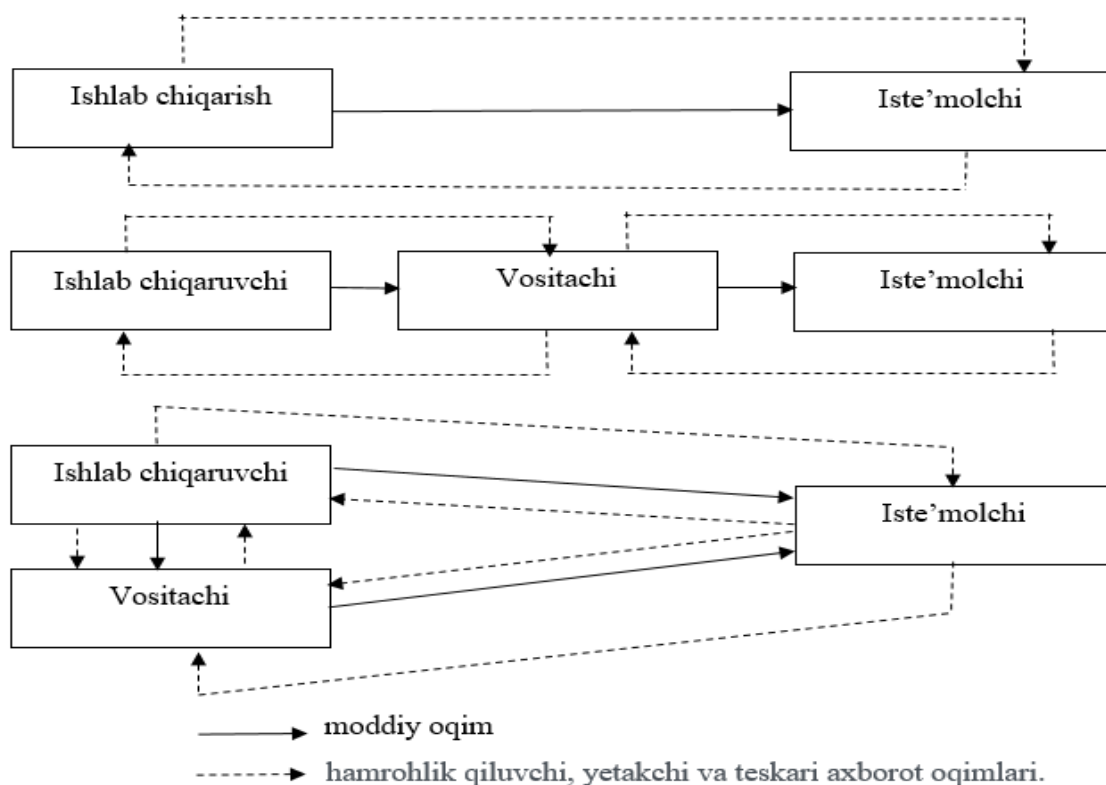 Ishlab chiqarish
Iste’molchi
Ishlab chiqaruvchi
Vositachi
Iste’molchi
Ishlab chiqaruvchi
Iste’molchi
Vositachi
moddiy oqim
hamrohlik qiluvchi, yetakchi va teskari axborot oqimlari.